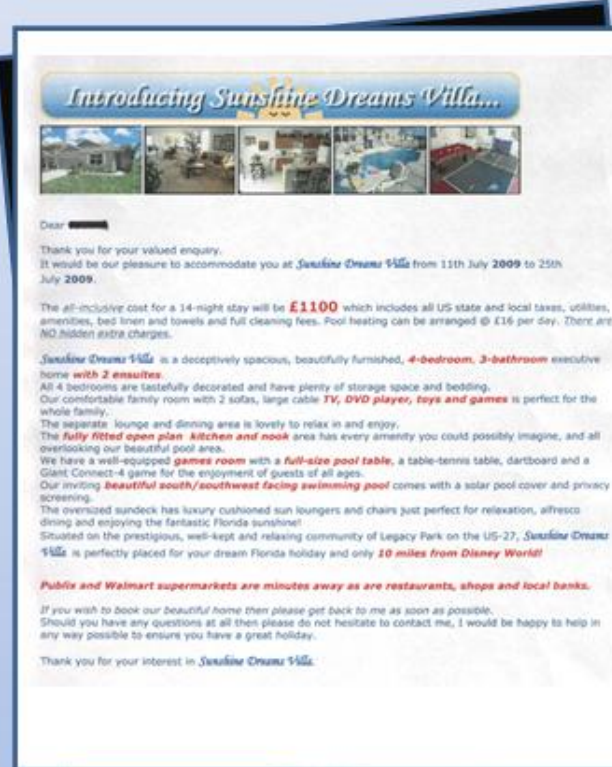 Introducing Sunshine Dreams Villa...
Dear
Thank you for your valued enquiry.
It would be our pleasure to accommodate you at Sunshine Dreams Villa from 11th July 2009 to 25th
July 2009.
The all-inclusive cost for a 14-night stay will be £1100 which includes all US state and local taxes, utilities,
amenities, bed linen and towels and full cleaning fees. Pool heating can be arranged @ £16 per day. There are
NO hidden extra charges.
Sunshine Dreams Villa is a deceptively spacious, beautifully furnished, 4-bedroom, 3-bathroom executive
home with 2 ensuites.
All 4 bedrooms are tastefully decorated and have plenty of storage space and bedding.
Our comfortable family room with 2 sofas, large cable TV, DVD player, toys and games is perfect for the
whole family.
The separate lounge and dinning area is lovely to relax in and enjoy.
The fully fitted open plan kitchen and nook area has every amenity you could possibly imagine, and all
overlooking our beautiful pool area.
We have a well-equipped games room with a full-size pool table, a table-tennis table, dartboard and a
Giant Connect-4 game for the enjoyment of guests of all ages.
Our inviting beautiful south/southwest facing swimming pool comes with a solar pool cover and privacy
screening.
The oversized sundeck has luxury cushioned sun loungers and chairs just perfect for relaxation, alfresco
dining and enjoying the fantastic Florida sunshine!
Situated on the prestigious, well-kept and relaxing community of Legacy Park on the US-27, Sunshine Dreams
Villa is perfectly placed for your dream Florida holiday and only 10 miles from Disney World!
Publix and Walmart supermarkets are minutes away as are restaurants, shops and local banks.
If you wish to book our beautiful home then please get back to me as soon as possible.
Should you have any questions at all then please do not hesitate to contact me, I would be happy to help in
any way possible to ensure you have a great holiday.
Thank you for your interest in Sunshine Dreams Villa.